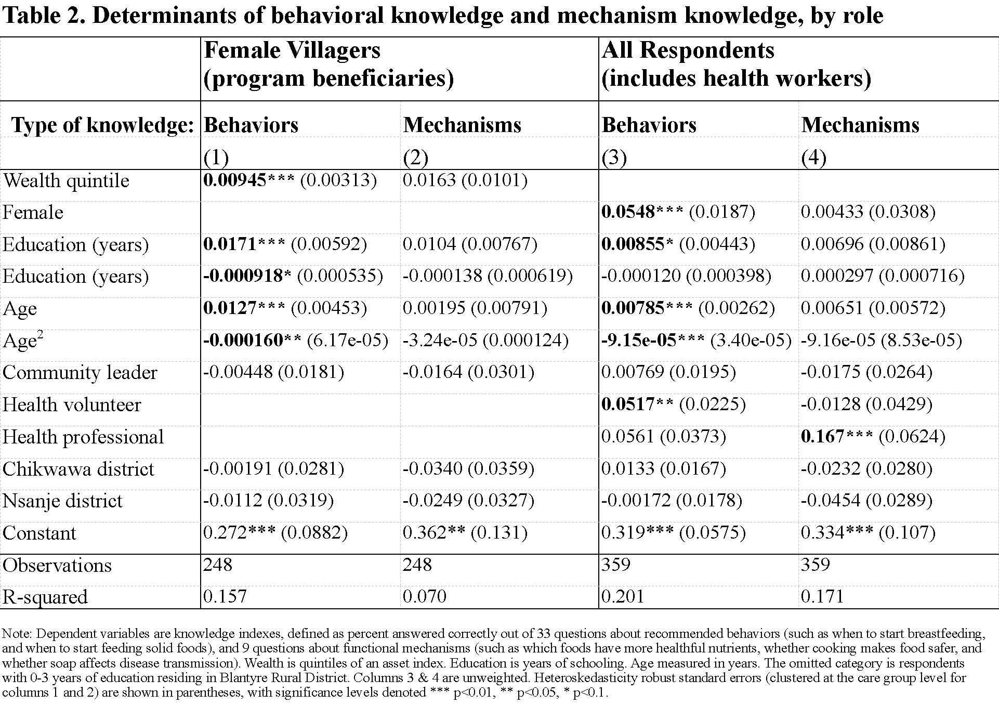 Table 2. Determinants of behavioral knowledge and mechanism knowledge, by role
Female Villagers (program beneficiaries) All Respondents (includes health workers)
Type of knowledge: Behaviors Mechanisms Behaviors Mechanisms
(1) (2) (3) (4)
Wealth quintile 0.00945*** (0.00313) 0.0163 (0.0101)
Female 0.0548*** (0.0187) 0.00433 (0.0308)
Education (years) 0.0171*** (0.00592) 0.0104 (0.00767) 0.00855* (0.00443) 0.00696 (0.00861)
Education (years) -0.000918* (0.000535) -0.000138 (0.000619) -0.000120 (0.000398) 0.000297 (0.000716)
Age 0.0127*** (0.00453) 0.00195 (0.00791) 0.00785*** (0.00262) 0.00651 (0.00572)
Age² -0.000160** (6.17e-05) -3.24e-05 (0.000124) -9.15e-05*** (3.40e-05) -9.16e-05 (8.53e-05)
Community leader -0.00448 (0.0181) -0.0164 (0.0301) 0.00769 (0.0195) -0.0175 (0.0264)
Health volunteer 0.0517** (0.0225) -0.0128 (0.0429)
Health professional 0.0561 (0.0373) 0.167*** (0.0624)
Chikwawa district -0.00191 (0.0281) -0.0340 (0.0359) 0.0133 (0.0167) -0.0232 (0.0280)
Nsanje district -0.0112 (0.0319) -0.0249 (0.0327) -0.00172 (0.0178) -0.0454 (0.0289)
Constant 0.272*** (0.0882) 0.362** (0.131) 0.319*** (0.0575) 0.334*** (0.107)
Observations 248 248 359 359
R-squared 0.157 0.070 0.201 0.171
Note: Dependent variables are knowledge indexes, defined as percent answered correctly out of 33 questions about recommended behaviors (such as when to start breastfeeding,
and when to start feeding solid foods), and 9 questions about functional mechanisms (such as which foods have more healthful nutrients, whether cooking makes food safer, and
whether soap affects disease transmission). Wealth is quintiles of an asset index. Education is years of schooling. Age measured in years. The omitted category is respondents
with 0-3 years of education residing in Blantyre Rural District. Columns 3 & 4 are unweighted. Heteroskedasticity robust standard errors (clustered at the care group level for
columns 1 and 2) are shown in parentheses, with significance levels denoted *** p<0.01, ** p<0.05, * p<0.1.